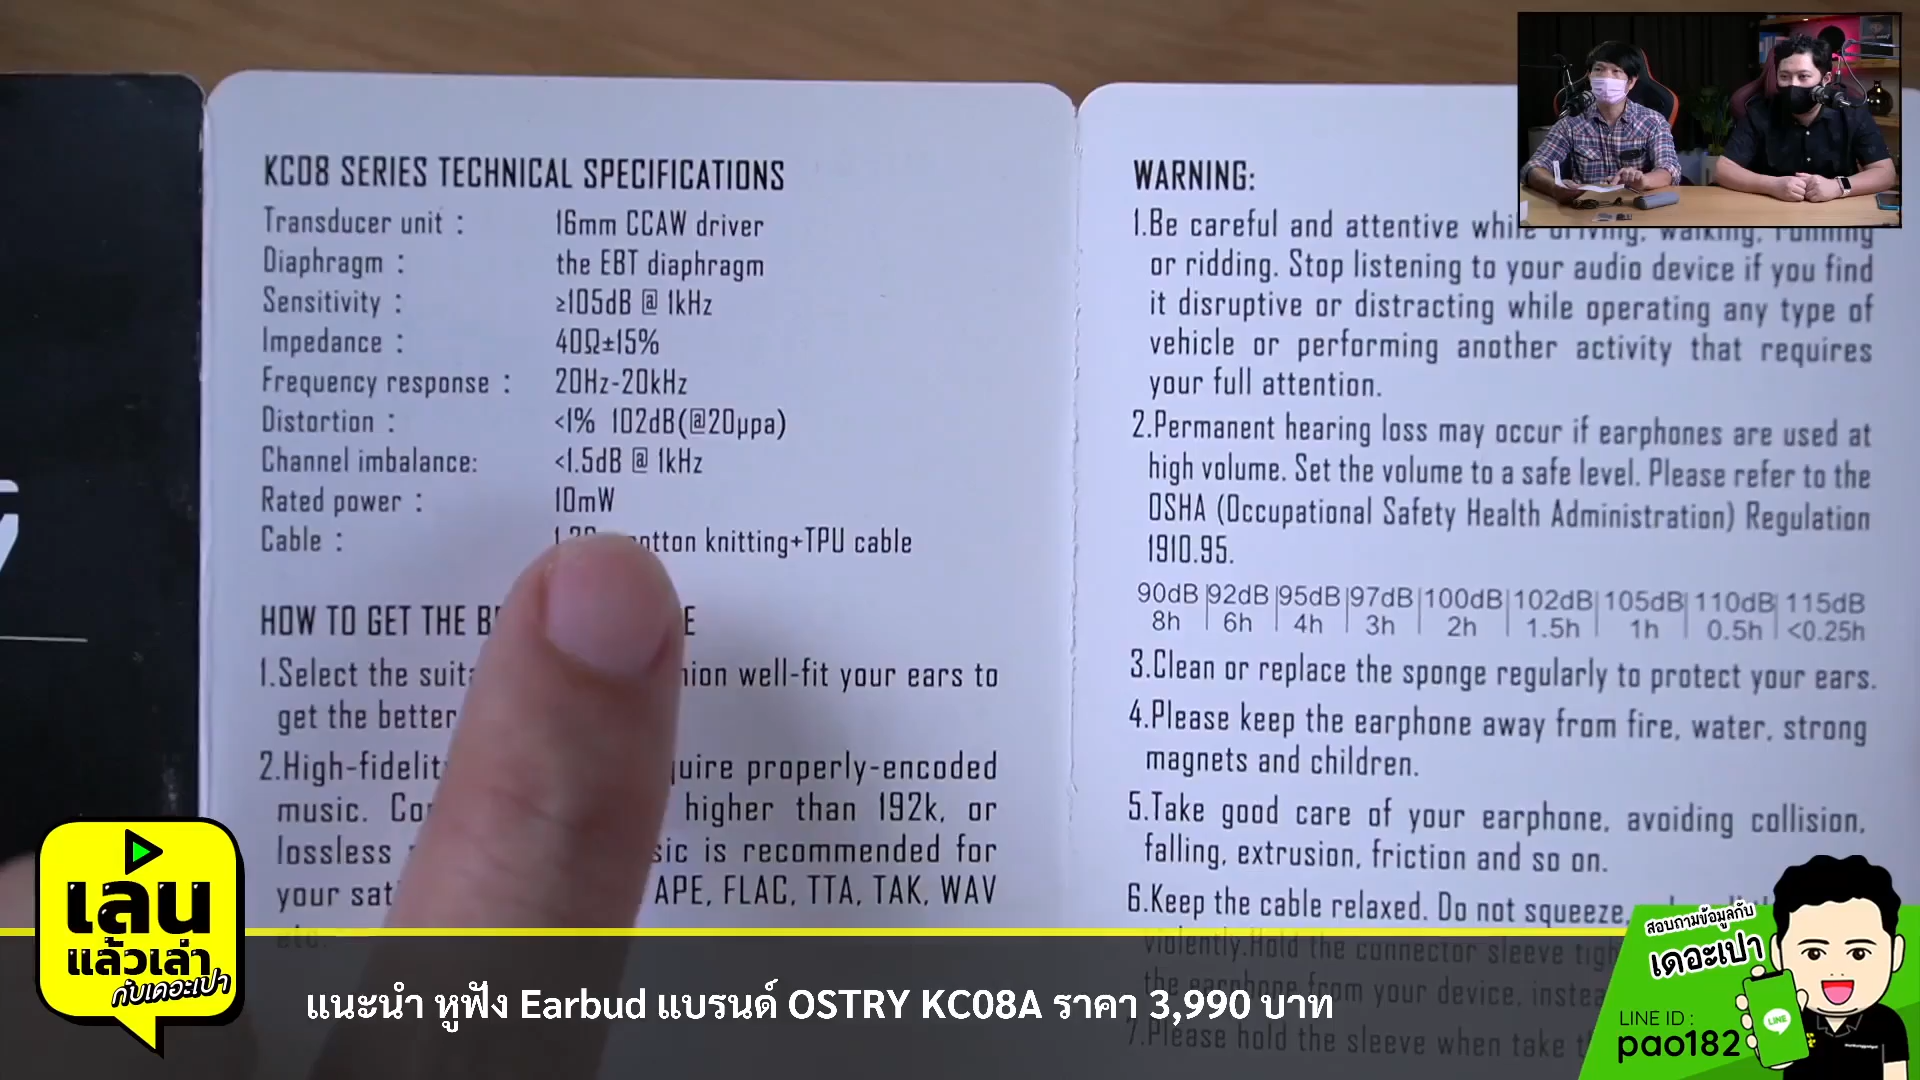 KC08 SERIES TECHNICAL SPECIFICATIONS
Transducer unit : 16mm CCAW driver
Diaphragm : the EBT diaphragm
Sensitivity : ≥105dB @ 1kHz
Impedance : 40Ω±15%
Frequency response : 20Hz-20kHz
Distortion : <1% 102dB(@20μpa)
Channel imbalance: <1.5dB @ 1kHz
Rated power : 10mW
Cable : knitting+TPU cable
HOW TO GET THE
1.Select the well-fit your ears to
get the better
2.High-fidelit properly-encoded
music. higher than 192k, or
lossless is recommended for
your APE, FLAC, TTA, TAK, WAV
etc.
WARNING:
1.Be careful and attentive while driving, walking, running
or ridding. Stop listening to your audio device if you find
it disruptive or distracting while operating any type of
vehicle or performing another activity that requires
your full attention.
2.Permanent hearing loss may occur if earphones are used at
high volume. Set the volume to a safe level. Please refer to the
OSHA (Occupational Safety Health Administration) Regulation
1910.95.
90dB 92dB 95dB 97dB 100dB 102dB 105dB 110dB 115dB
8h 6h 4h 3h 2h 1.5h 1h 0.5h <0.25h
3.Clean or replace the sponge regularly to protect your ears.
4.Please keep the earphone away from fire, water, strong
magnets and children.
5.Take good care of your earphone, avoiding collision,
falling, extrusion, friction and so on.
6.Keep the cable relaxed. Do not squeeze,
violently.Hold the connector sleeve
the earphone from your device, instea
7.Please hold the sleeve when take
เล่น
แล้วเล่า
กับเดอะเปา
แนะนำ หูฟัง Earbud แบรนด์ OSTRY KC08A ราคา 3,990 บาท
สอบถามข้อมูลกับ
เดอะเปา
LINE ID :
pao182
LINE